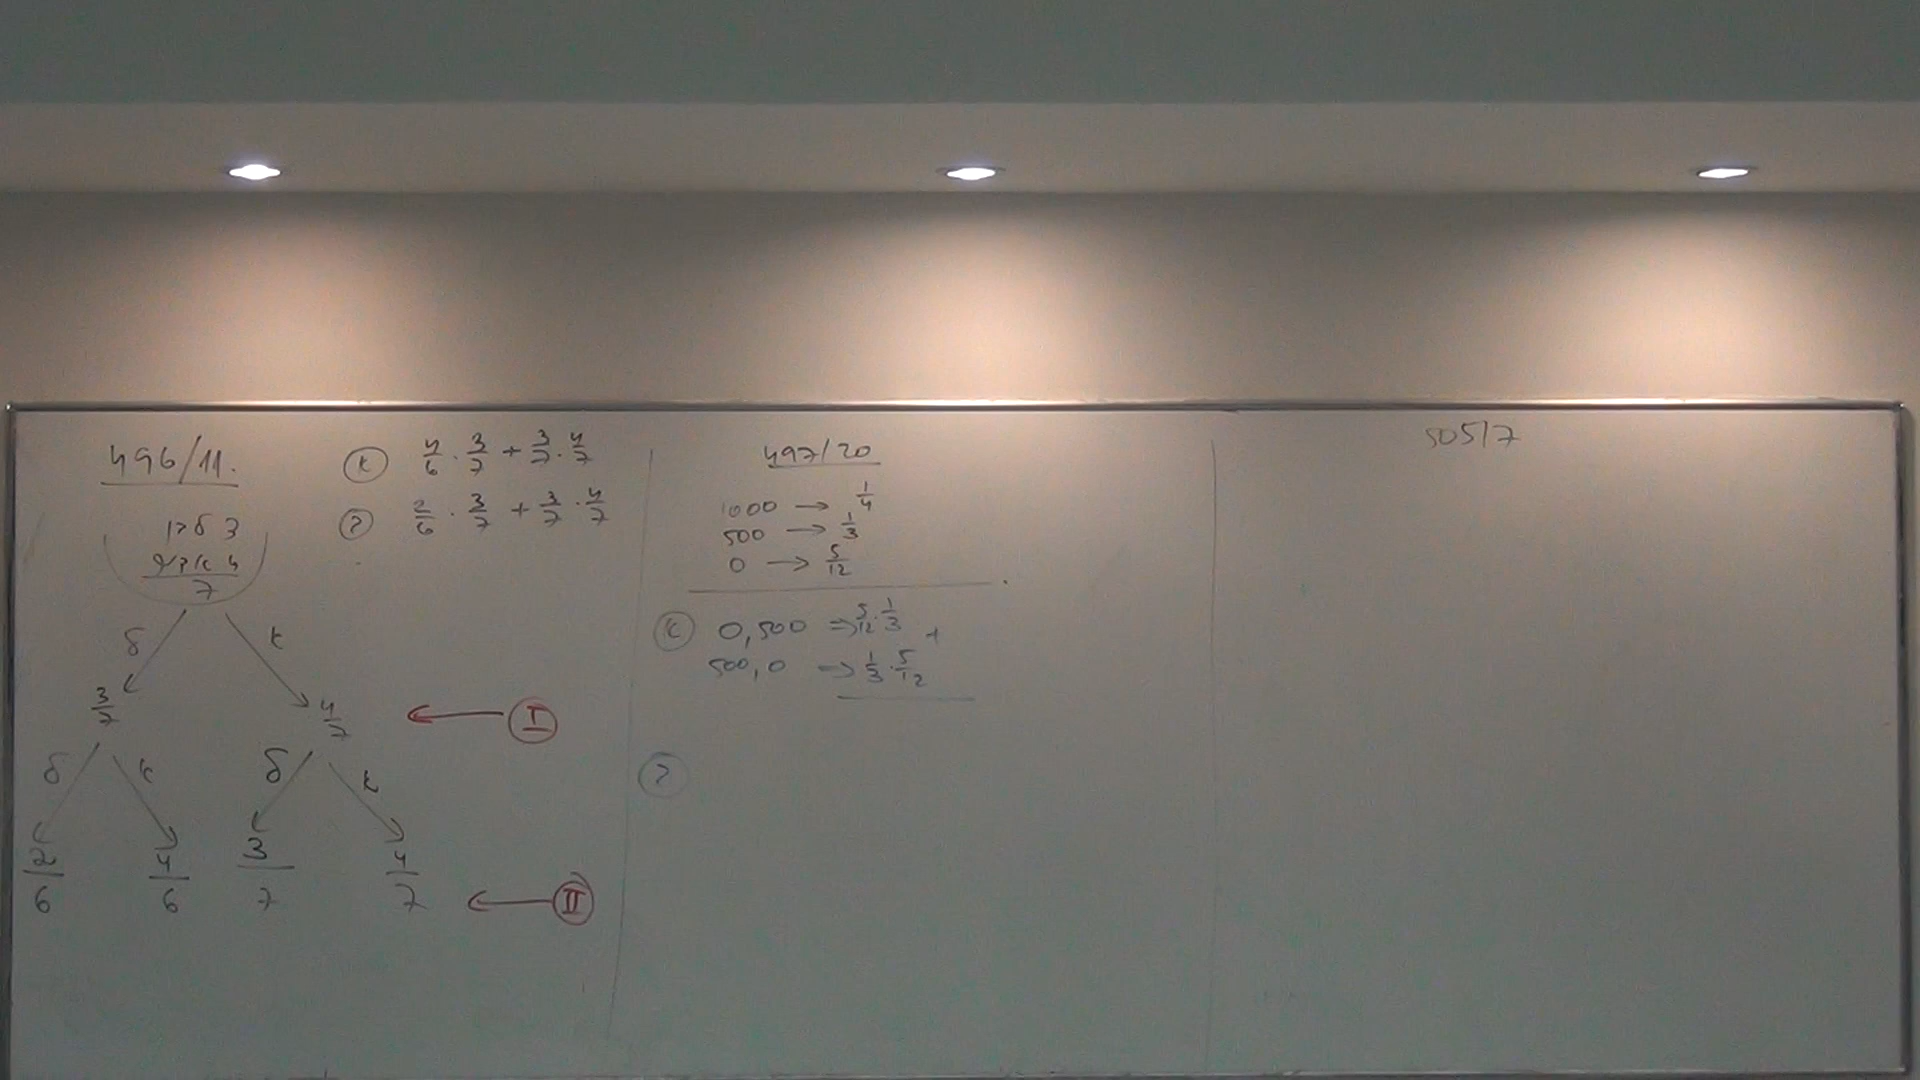 496/11.
3
4
7
δ κ
3/7 4/7
← I
δ κ δ κ
2/6 4/6 3/7 4/7
← II
κ 4/6 · 3/7 + 3/7 · 4/7
2/6 · 3/7 + 3/7 · 4/7
497/20
1000 → 1/4
500 → 1/3
0 → 5/12
κ 0,500 ⇒ 5/12 · 1/3 +
500,0 → 1/3 · 5/12
505/7